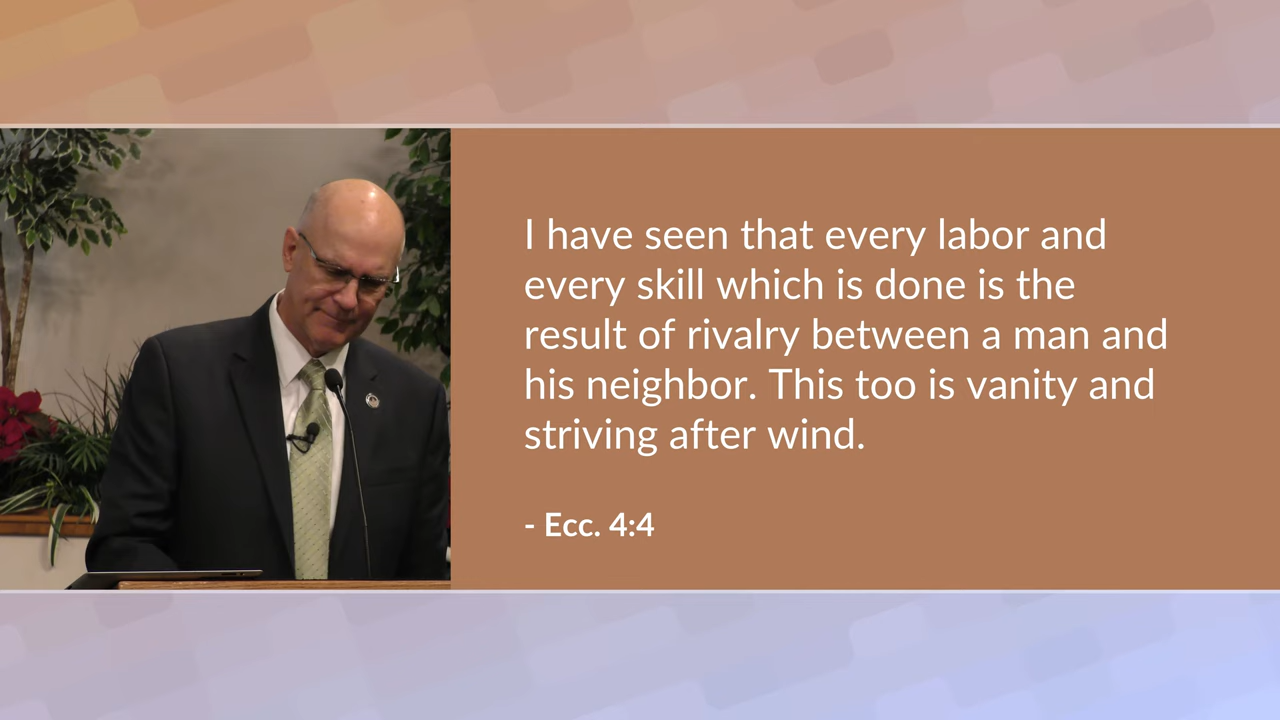 I have seen that every labor and
every skill which is done is the
result of rivalry between a man and
his neighbor. This too is vanity and
striving after wind.
- Ecc. 4:4